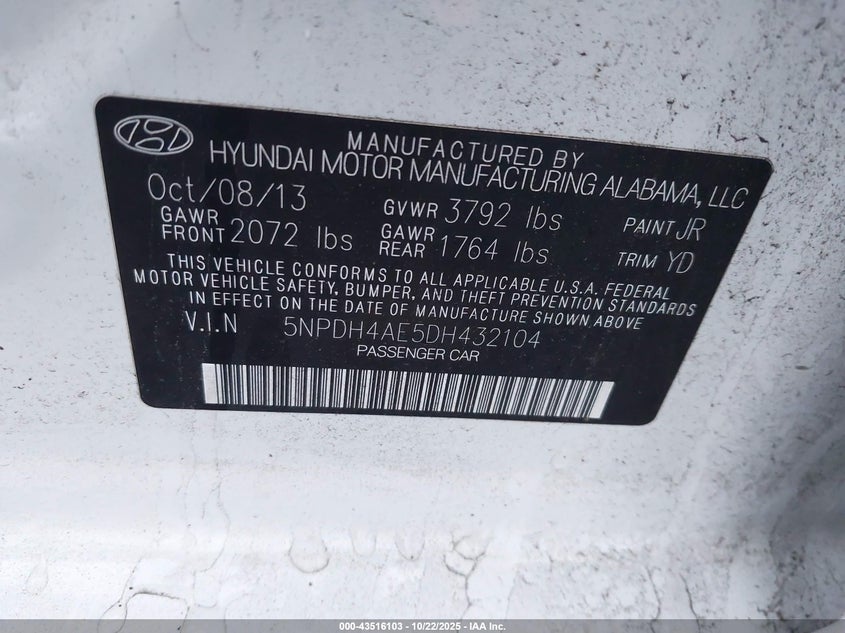 MANUFACTURED BY
HYUNDAI MOTOR MANUFACTURING ALABAMA, LLC
Oct/08/13 GVWR 3792 lbs PAINT JR
GAWR FRONT 2072 lbs GAWR REAR 1764 lbs TRIM YD
THIS VEHICLE CONFORMS TO ALL APPLICABLE U.S.A. FEDERAL
MOTOR VEHICLE SAFETY, BUMPER, AND THEFT PREVENTION STANDARDS
IN EFFECT ON THE DATE OF MANUFACTURE SHOWN ABOVE.
V.I.N 5NPDH4AE5DH432104
PASSENGER CAR
000-43516103 - 10/22/2025 - IAA Inc.